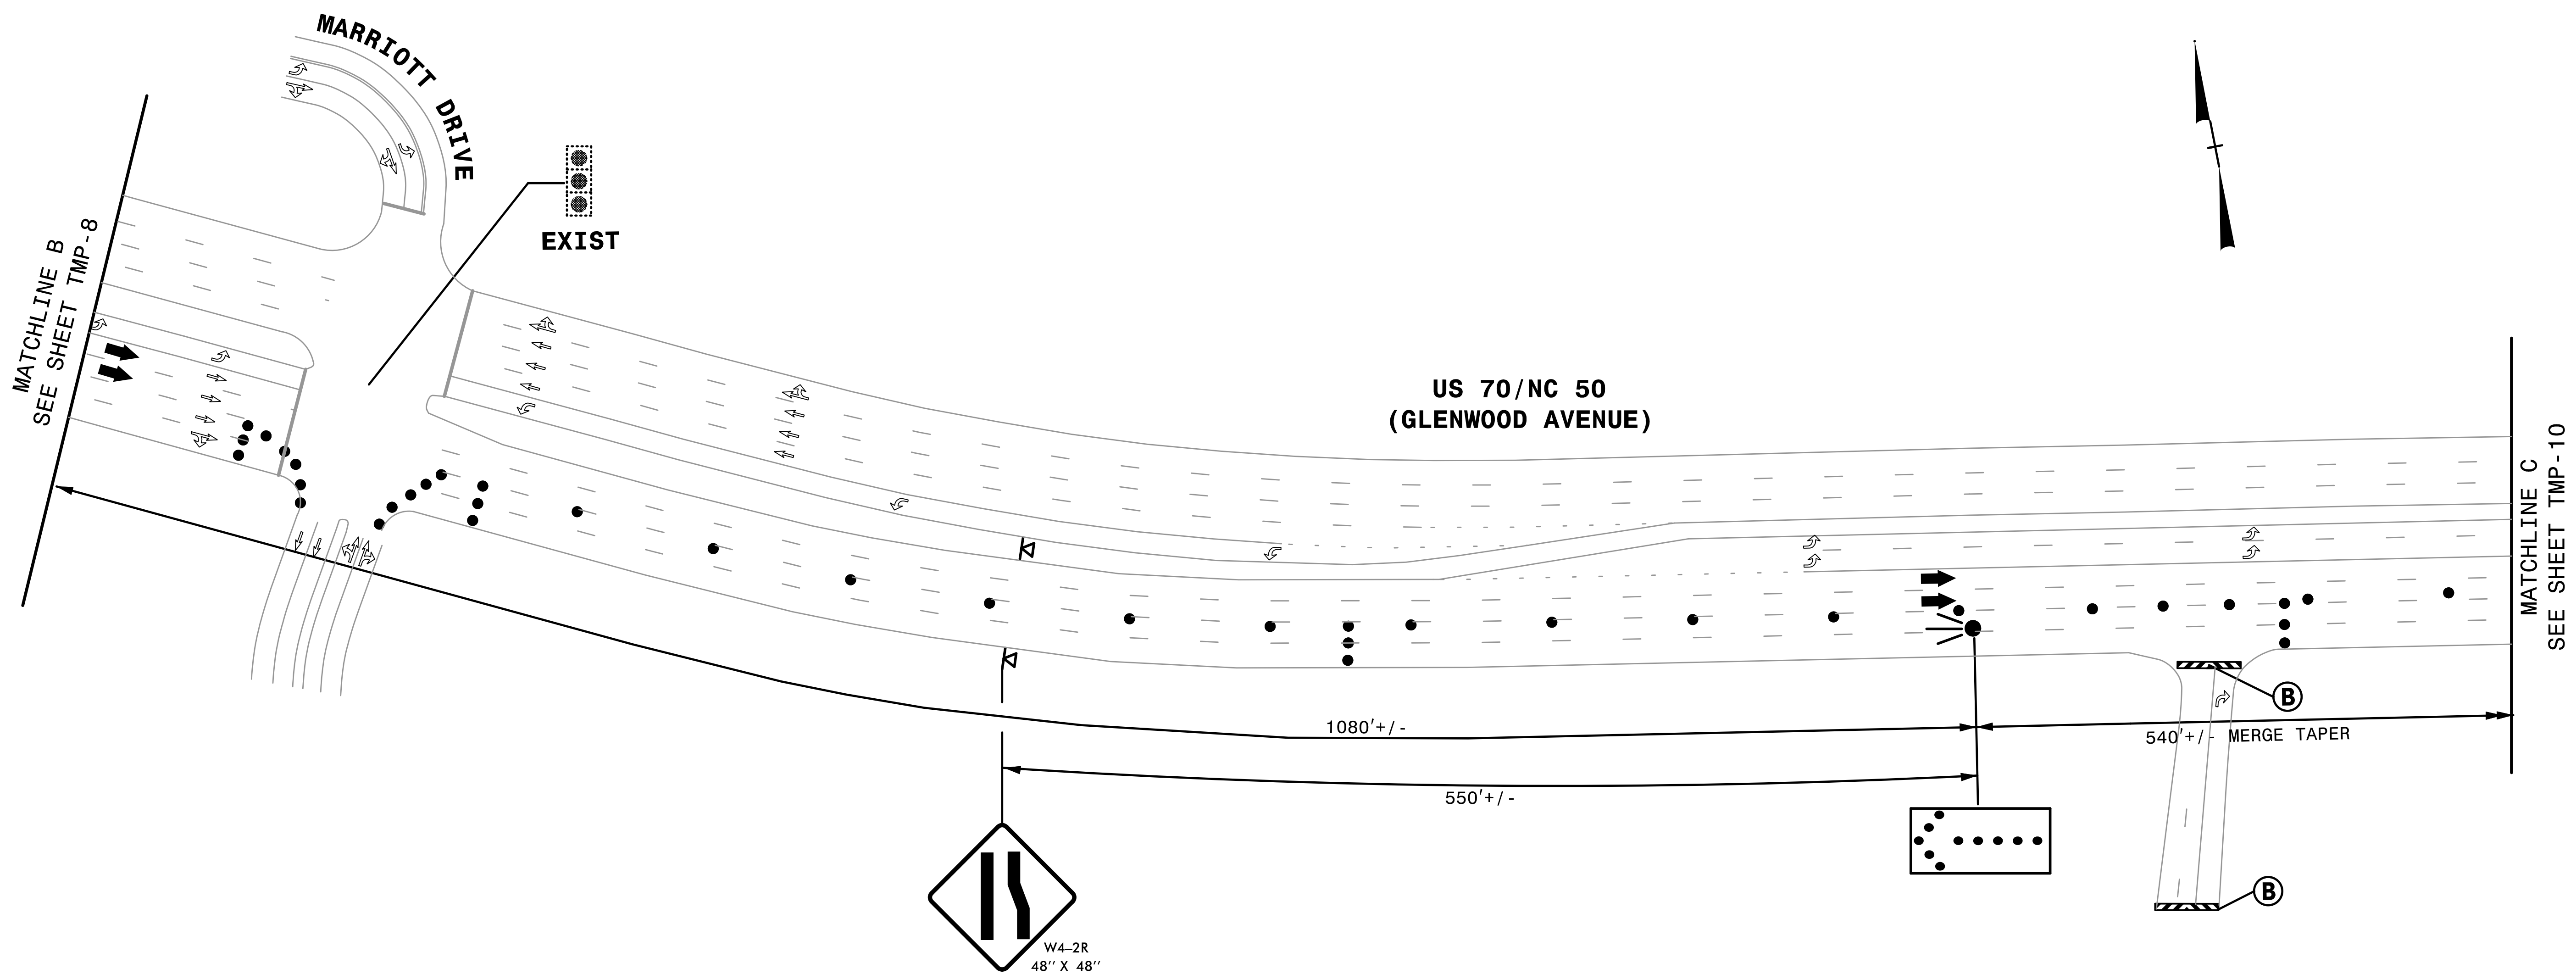 MARRIOTT DRIVE
EXIST
MATCHLINE B
SEE SHEET TMP-8
US 70/NC 50
(GLENWOOD AVENUE)
MATCHLINE C
SEE SHEET TMP-10
B
1080'+/-
540'+/- MERGE TAPER
550'+/-
B
W4-2R
48'' X 48''